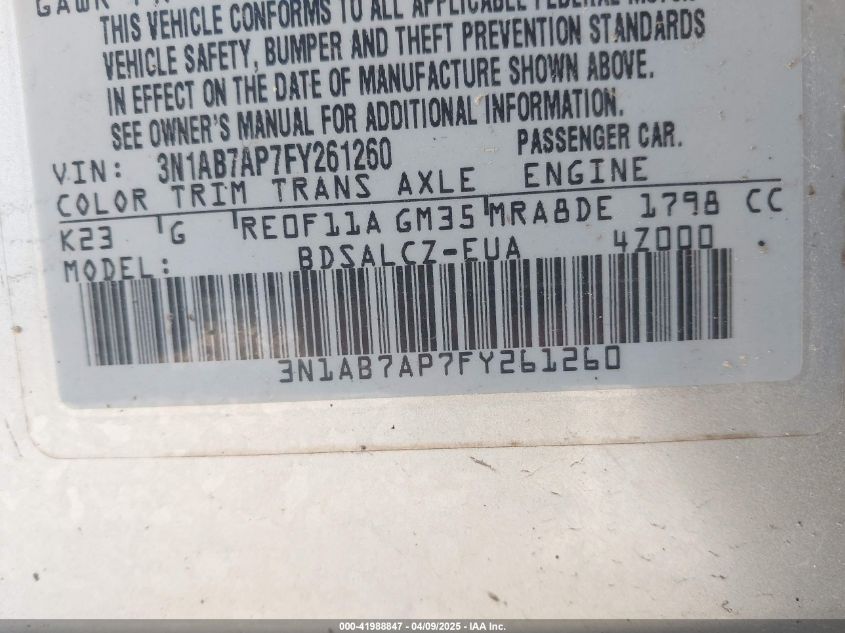 GAWR
THIS VEHICLE CONFORMS TO ALL APPLICABLE FEDERAL MOTOR
VEHICLE SAFETY, BUMPER AND THEFT PREVENTION STANDARDS
IN EFFECT ON THE DATE OF MANUFACTURE SHOWN ABOVE.
SEE OWNER'S MANUAL FOR ADDITIONAL INFORMATION.
VIN: 3N1AB7AP7FY261260 PASSENGER CAR.
COLOR TRIM TRANS AXLE ENGINE
K23 G RE0F11A GM35 MRA8DE 1798 CC
MODEL: BDSALCZ-EUA 4Z000
3N1AB7AP7FY261260
000-41988847 - 04/09/2025 - IAA Inc.